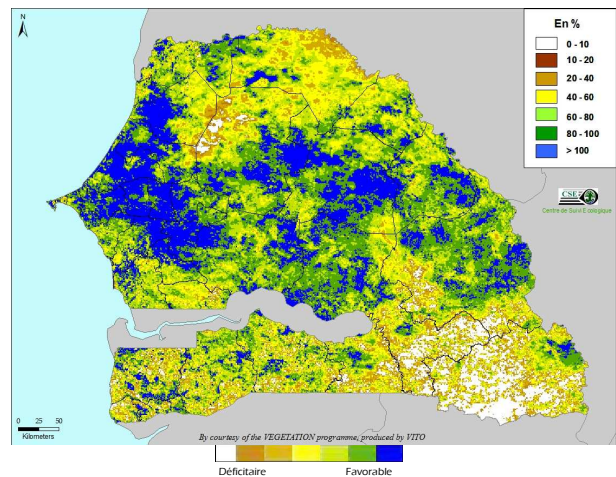 N
En %
0 - 10
10 - 20
20 - 40
40 - 60
60 - 80
80 - 100
> 100
CSE
Centre de Suivi Ecologique
0 25 50
Kilometers
By courtesy of the VEGETATION programme, produced by VITO
Déficitaire Favorable